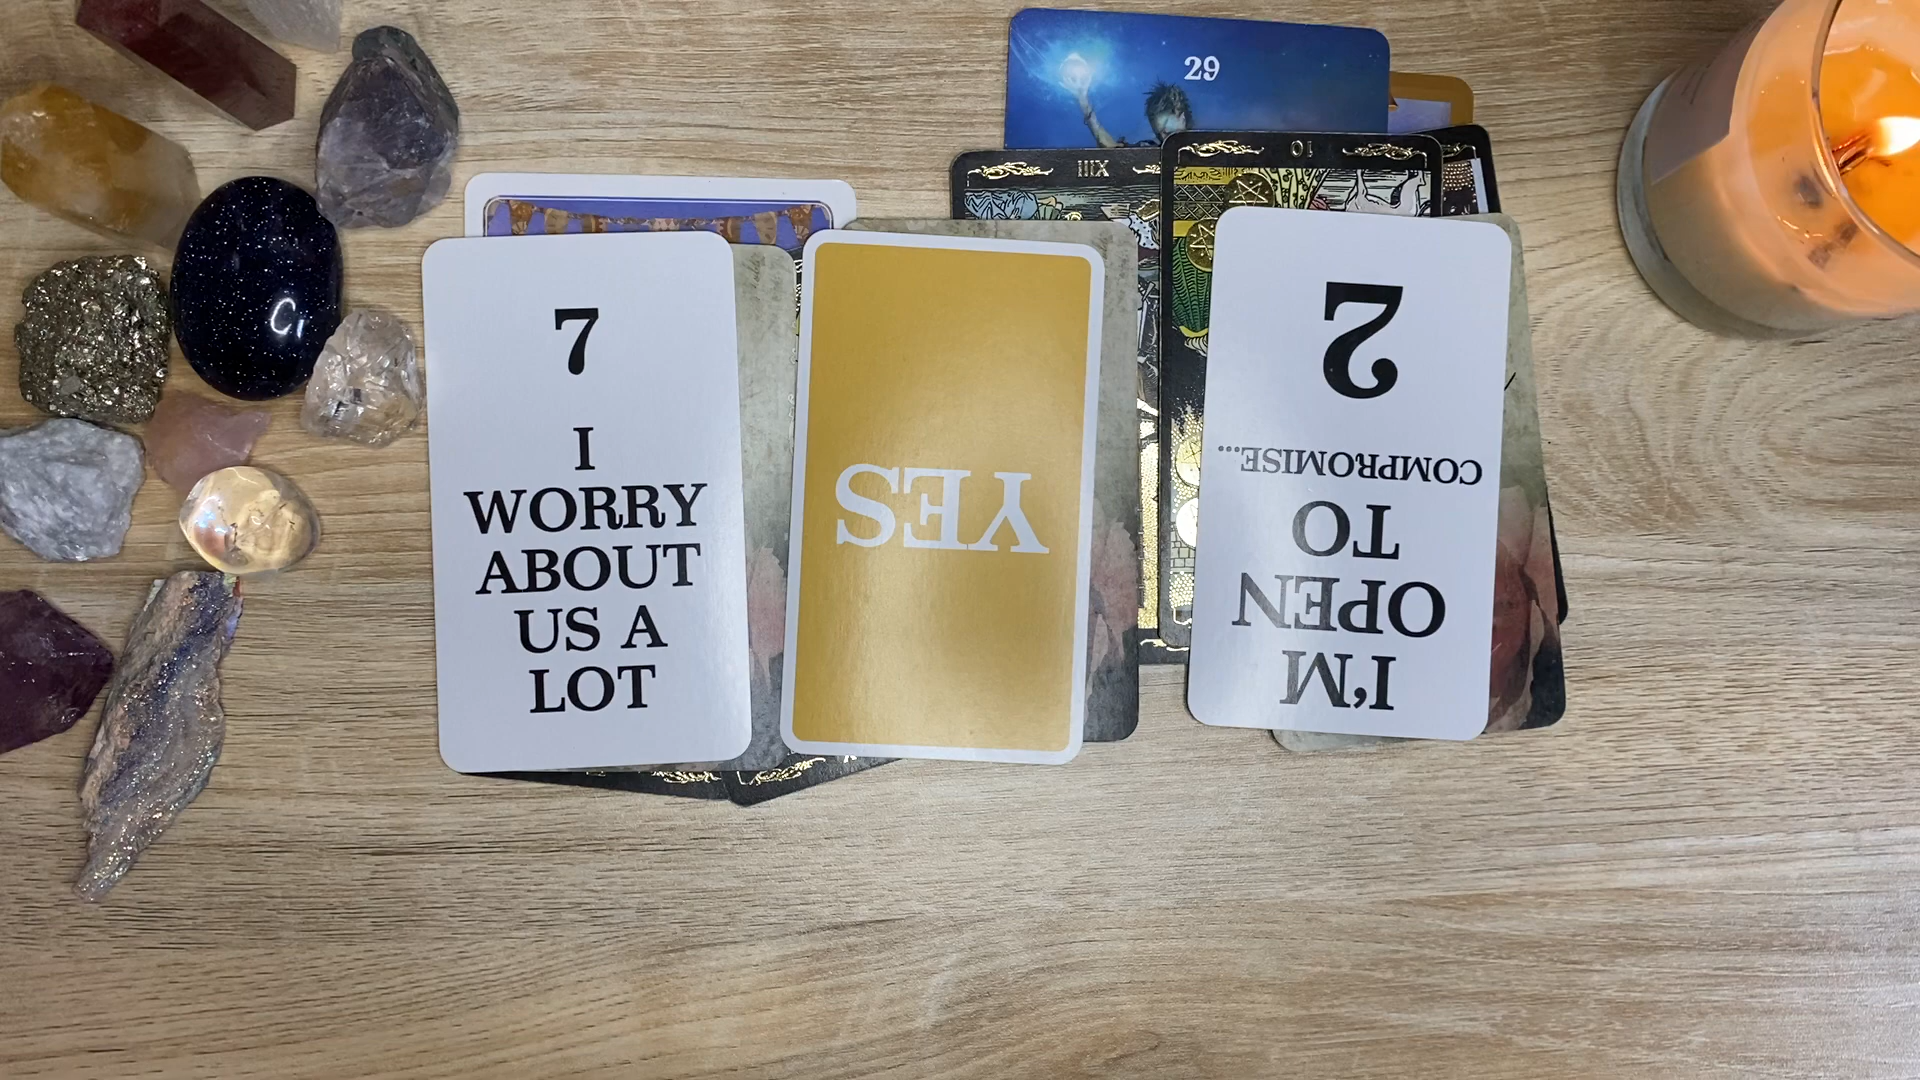 29
XIII
10
7
I
WORRY
ABOUT
US A
LOT
YES
I'M
OPEN
TO
COMPROMISE...
2